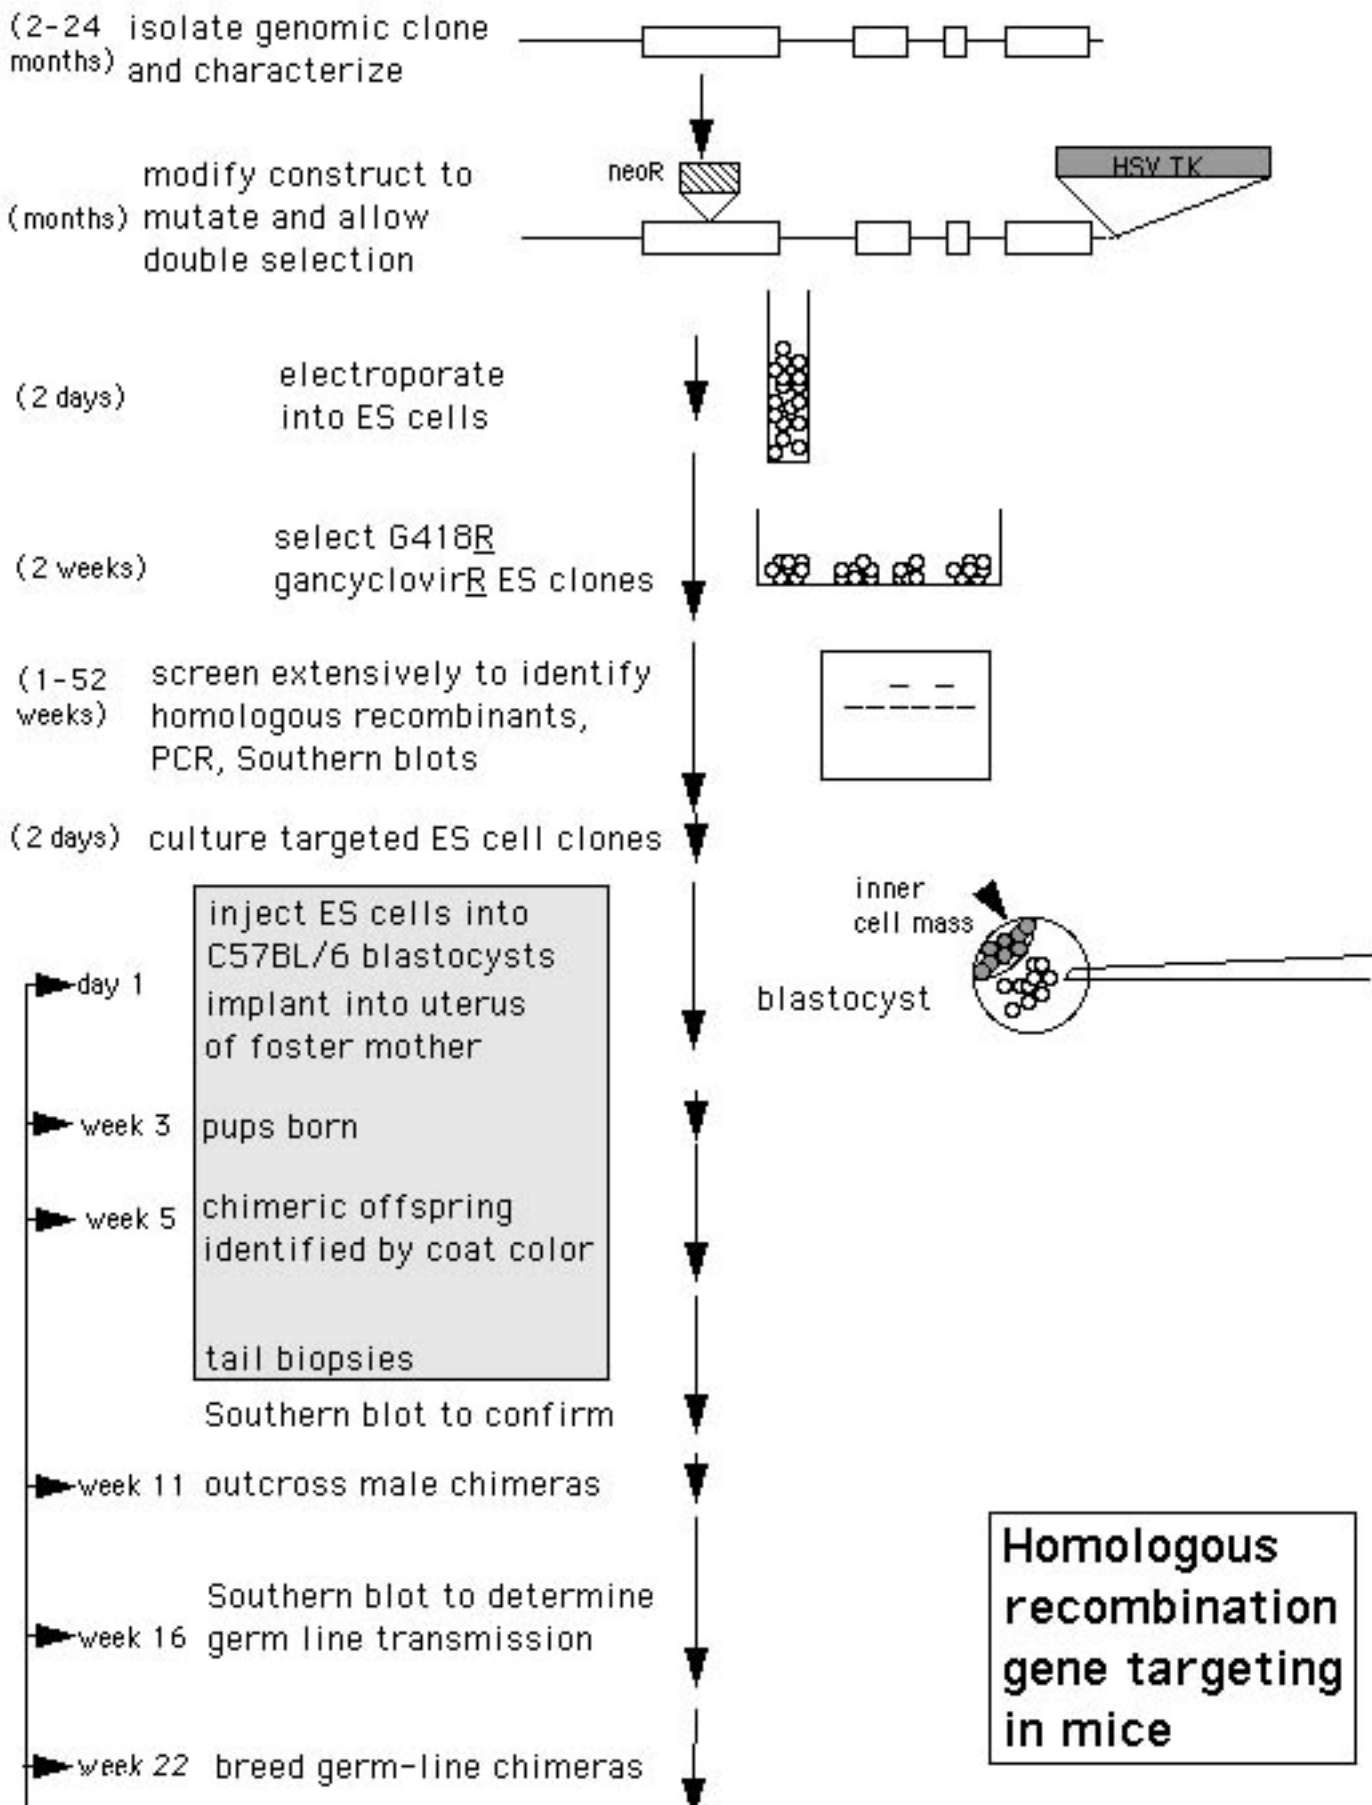 (2-24 months) isolate genomic clone
and characterize
neoR
HSV TK
(months) modify construct to
mutate and allow
double selection
(2 days) electroporate
into ES cells
(2 weeks) select G418R
gancyclovirR ES clones
(1-52 weeks) screen extensively to identify
homologous recombinants,
PCR, Southern blots
(2 days) culture targeted ES cell clones
inner
cell mass
blastocyst
day 1
inject ES cells into
C57BL/6 blastocysts
implant into uterus
of foster mother
week 3 pups born
week 5 chimeric offspring
identified by coat color
tail biopsies
Southern blot to confirm
week 11 outcross male chimeras
Southern blot to determine
week 16 germ line transmission
week 22 breed germ-line chimeras
Homologous
recombination
gene targeting
in mice